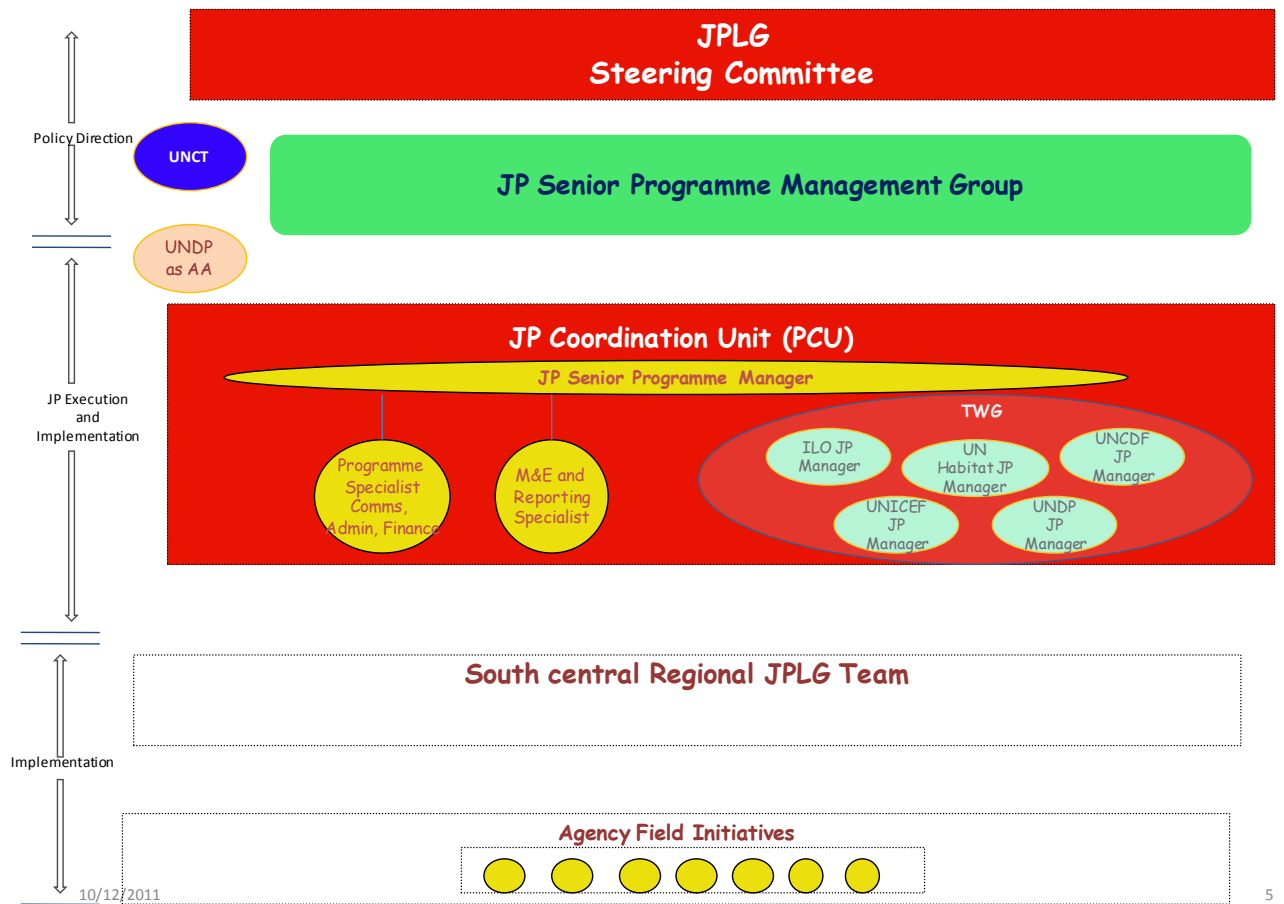 JPLG
Steering Committee
Policy Direction
UNCT
JP Senior Programme Management Group
UNDP
as AA
JP Coordination Unit (PCU)
JP Senior Programme Manager
JP Execution
and
Implementation
TWG
Programme
Specialist
Comms,
Admin, Finance
M&E and
Reporting
Specialist
ILO JP
Manager
UN
Habitat JP
Manager
UNCDF
JP
Manager
UNICEF
JP
Manager
UNDP
JP
Manager
South central Regional JPLG Team
Implementation
Agency Field Initiatives
10/12/2011
5